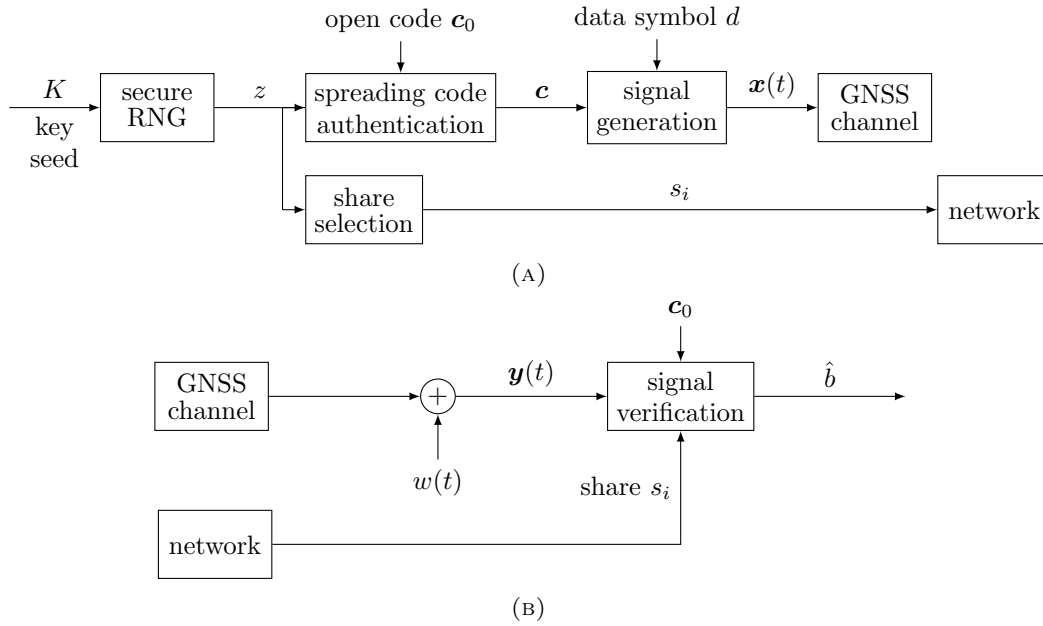 open code c₀
data symbol d
K
key
seed
secure
RNG
z
spreading code
authentication
c
signal
generation
x(t)
GNSS
channel
share
selection
sᵢ
network
(A)
c₀
GNSS
channel
+
y(t)
signal
verification
b̂
w(t)
share sᵢ
network
(B)